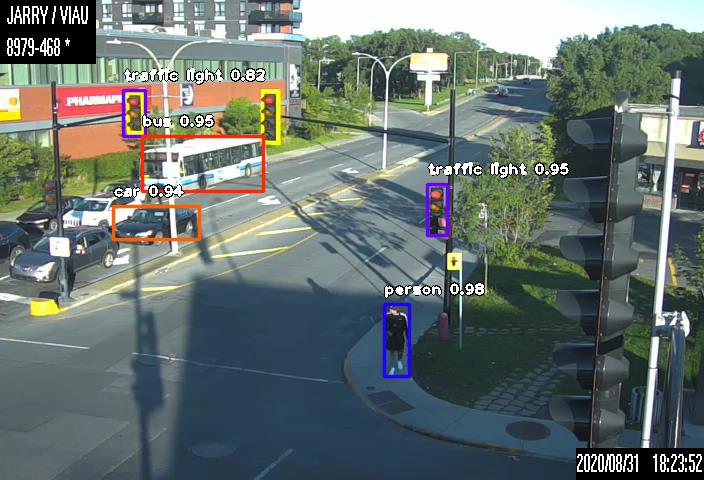 JARRY / VIAU
8979-468 *
traffic light 0.82
PHARMAP
bus 0.95
traffic light 0.95
car 0.94
person 0.98
2020/08/31 18:23:52